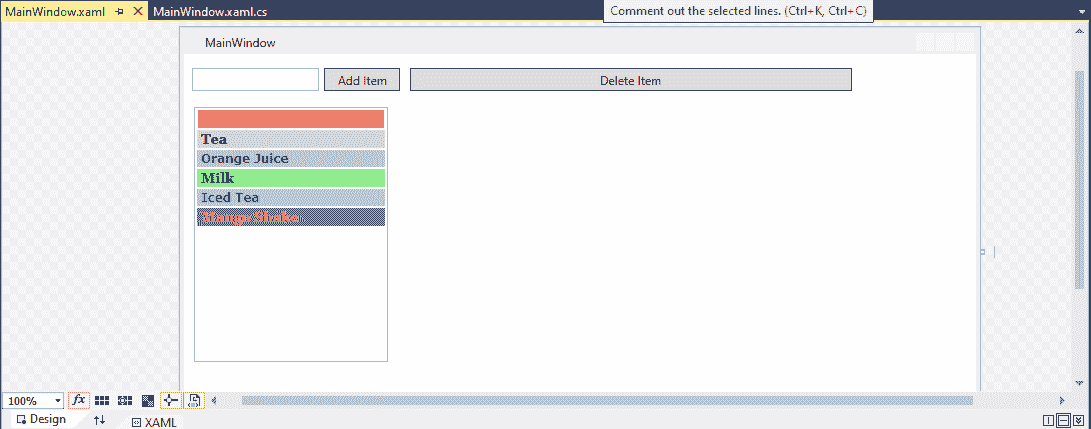 MainWindow.xaml MainWindow.xaml.cs
Comment out the selected lines. (Ctrl+K, Ctrl+C)
MainWindow
Add Item Delete Item
Tea
Orange Juice
Milk
Iced Tea
Mango Shake
100% fx
Design XAML